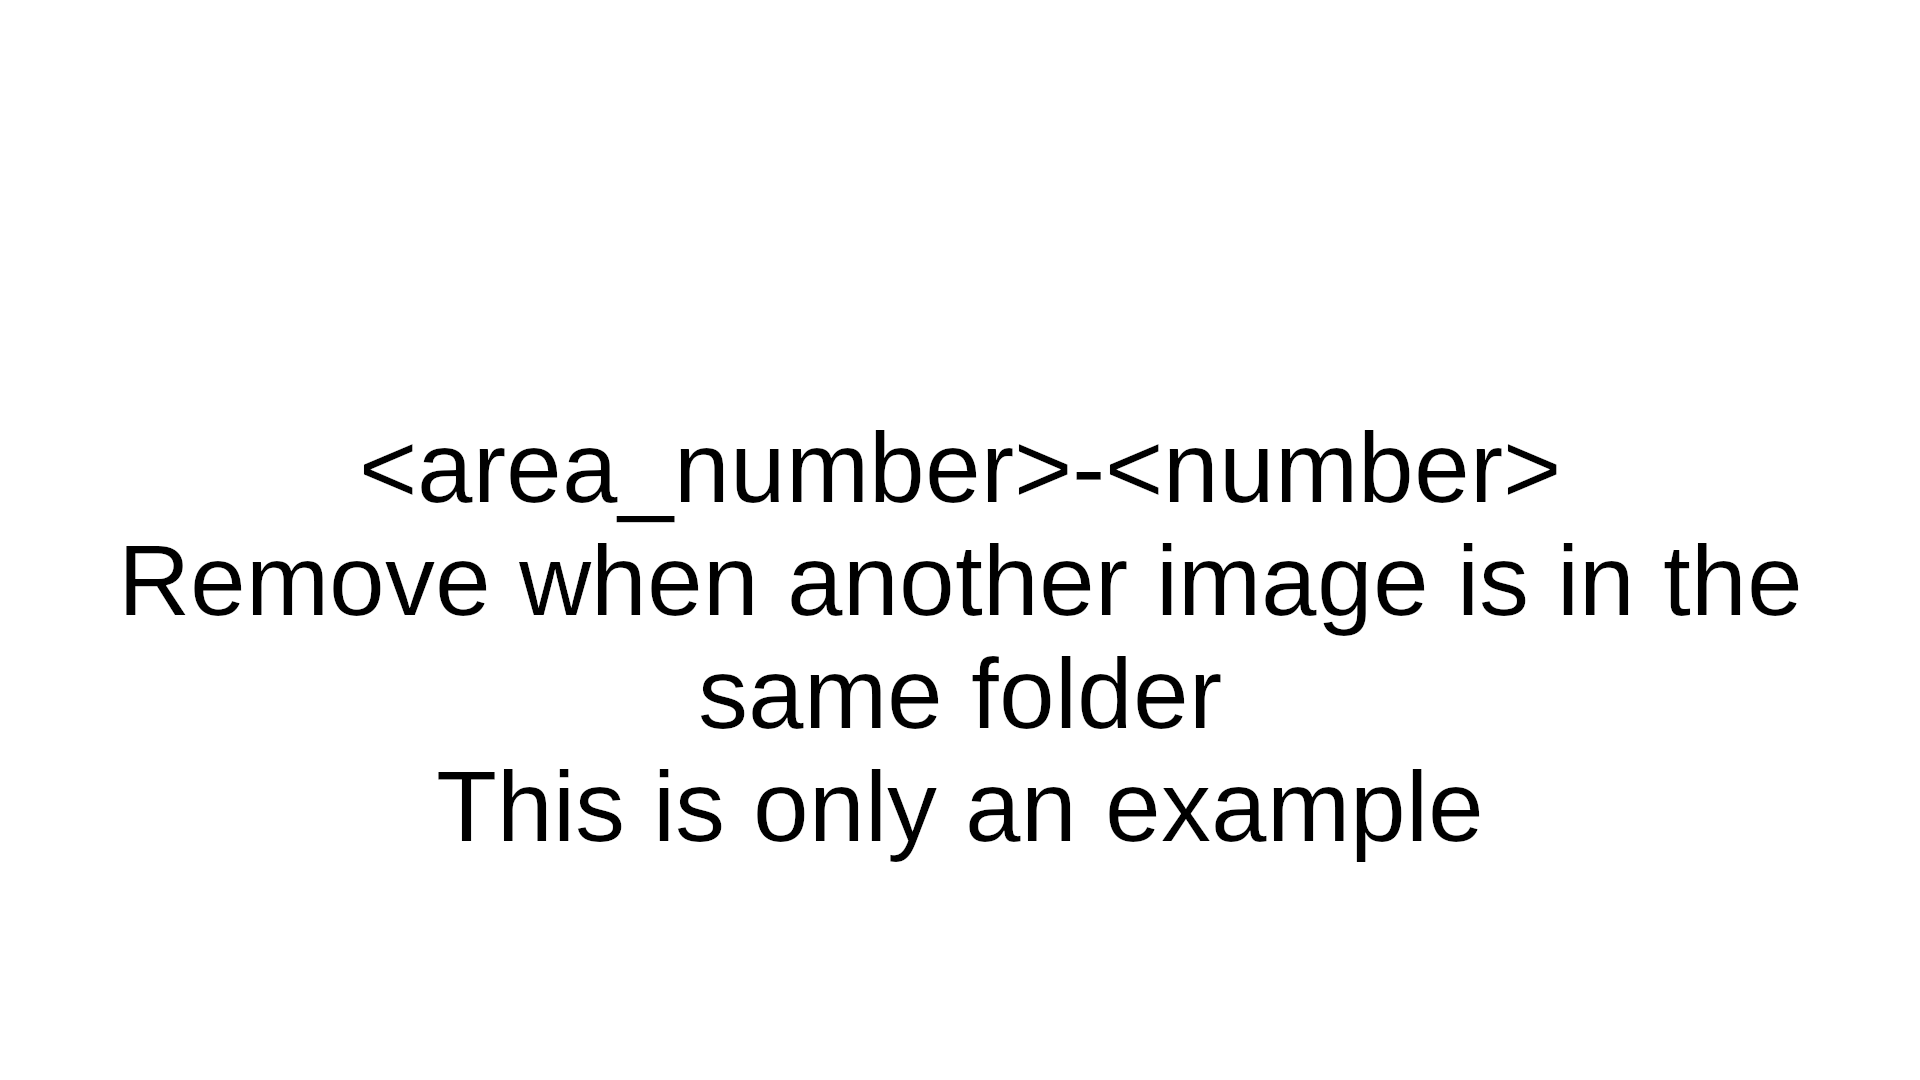 <area_number>-<number>
Remove when another image is in the
same folder
This is only an example